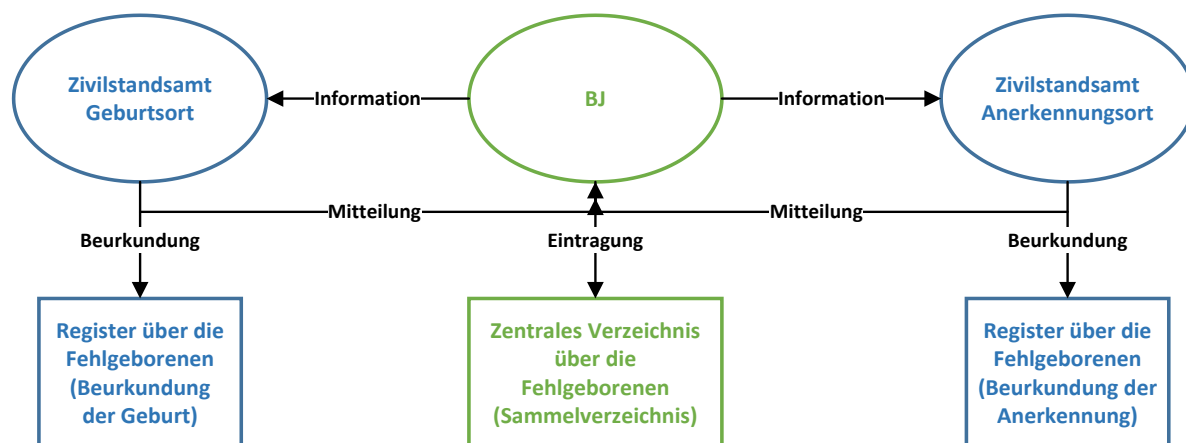 Zivilstandsamt
Geburtsort
Information
BJ
Information
Zivilstandsamt
Anerkennungsort
Mitteilung
Mitteilung
Beurkundung
Eintragung
Beurkundung
Register über die
Fehlgeborenen
(Beurkundung
der Geburt)
Zentrales Verzeichnis
über die
Fehlgeborenen
(Sammelverzeichnis)
Register über die
Fehlgeborenen
(Beurkundung der
Anerkennung)